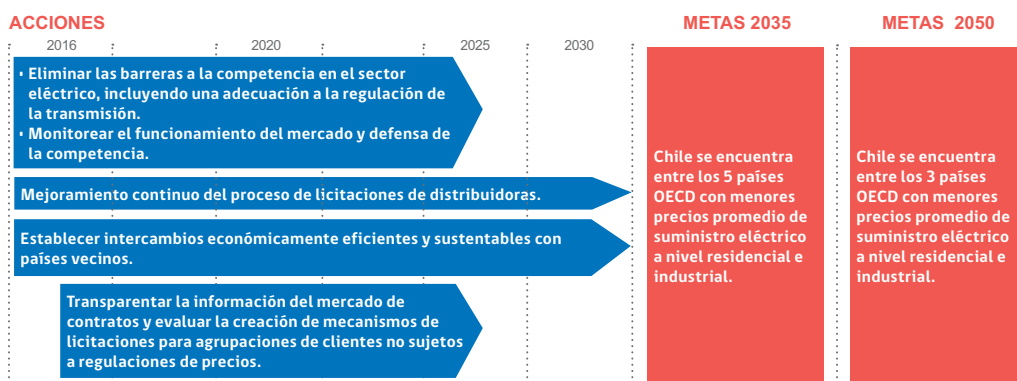 ACCIONES
METAS 2035
METAS 2050
2016
2020
2025
2030
• Eliminar las barreras a la competencia en el sector
eléctrico, incluyendo una adecuación a la regulación de
la transmisión.
• Monitorear el funcionamiento del mercado y defensa de
la competencia.
Mejoramiento continuo del proceso de licitaciones de distribuidoras.
Establecer intercambios económicamente eficientes y sustentables con
países vecinos.
Transparentar la información del mercado de
contratos y evaluar la creación de mecanismos de
licitaciones para agrupaciones de clientes no sujetos
a regulaciones de precios.
Chile se encuentra
entre los 5 países
OECD con menores
precios promedio de
suministro eléctrico
a nivel residencial e
industrial.
Chile se encuentra
entre los 3 países
OECD con menores
precios promedio de
suministro eléctrico
a nivel residencial e
industrial.